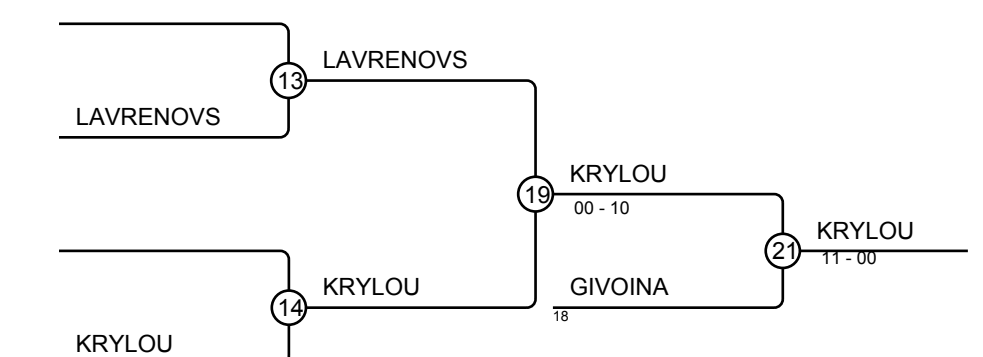 LAVRENOVS
13
LAVRENOVS
KRYLOU
19
00 - 10
KRYLOU
21
11 - 00
KRYLOU
14
GIVOINA
18
KRYLOU